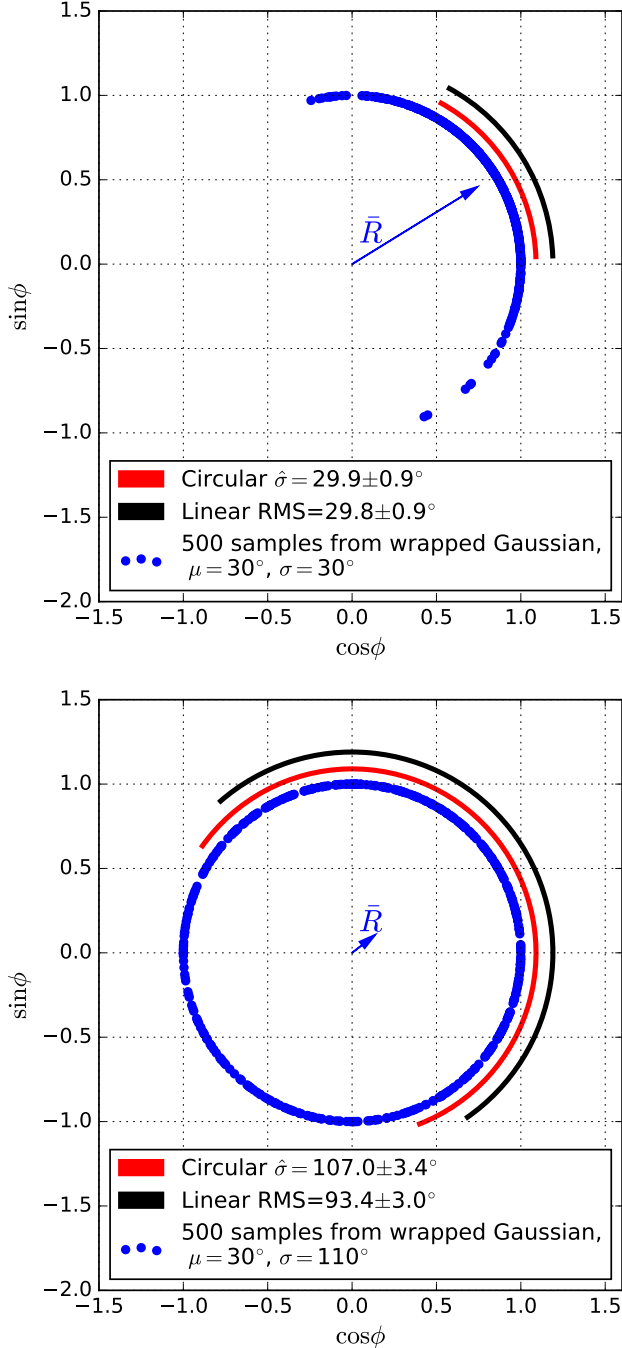 1.5
1.0
0.5
0.0
−0.5
−1.0
−1.5
−2.0
sinϕ
R̄
Circular σ̂ = 29.9±0.9°
Linear RMS=29.8±0.9°
500 samples from wrapped Gaussian,
μ = 30°, σ = 30°
−1.5 −1.0 −0.5 0.0 0.5 1.0 1.5
cosϕ
1.5
1.0
0.5
0.0
−0.5
−1.0
−1.5
−2.0
sinϕ
R̄
Circular σ̂ = 107.0±3.4°
Linear RMS=93.4±3.0°
500 samples from wrapped Gaussian,
μ = 30°, σ = 110°
−1.5 −1.0 −0.5 0.0 0.5 1.0 1.5
cosϕ